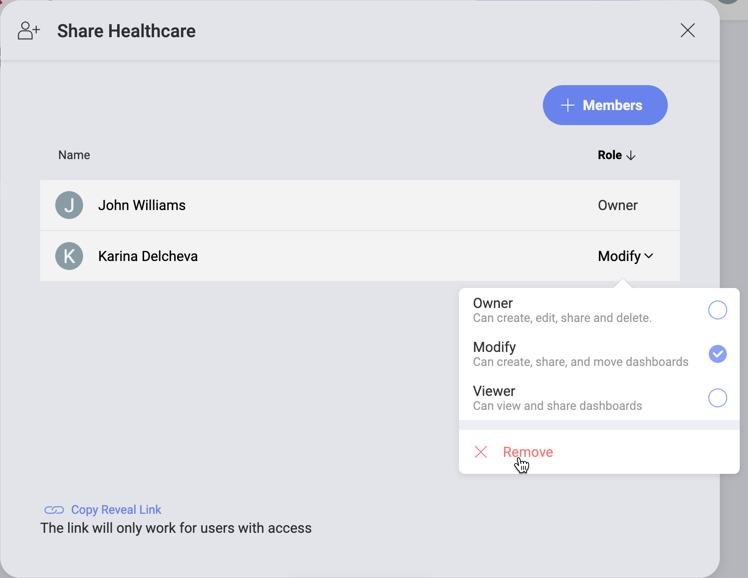 Share Healthcare
Members
Name
Role
J
John Williams
Owner
K
Karina Delcheva
Modify
Owner
Can create, edit, share and delete.
Modify
Can create, share, and move dashboards
Viewer
Can view and share dashboards
Remove
Copy Reveal Link
The link will only work for users with access